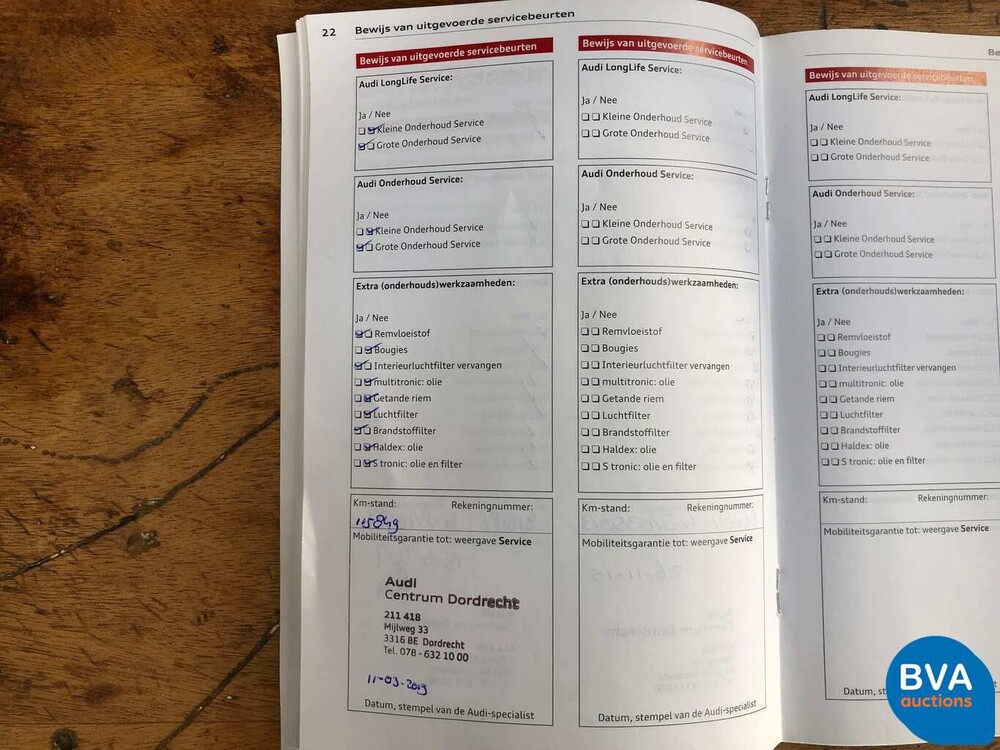 22 Bewijs van uitgevoerde servicebeurten
Bewijs van uitgevoerde servicebeurten
Audi LongLife Service:
Ja / Nee
Kleine Onderhoud Service
Grote Onderhoud Service
Audi Onderhoud Service:
Ja / Nee
Kleine Onderhoud Service
Grote Onderhoud Service
Extra (onderhouds)werkzaamheden:
Ja / Nee
Remvloeistof
Bougies
Interieurluchtfilter vervangen
multitronic: olie
Getande riem
Luchtfilter
Brandstoffilter
Haldex: olie
S tronic: olie en filter
Km-stand: Rekeningnummer:
115849
Mobiliteitsgarantie tot: weergave Service
Audi
Centrum Dordrecht
211 418
Mijlweg 33
3316 BE Dordrecht
Tel. 078 - 632 10 00
11-03-2019
Datum, stempel van de Audi-specialist
Bewijs van uitgevoerde servicebeurten
Audi LongLife Service:
Ja / Nee
Kleine Onderhoud Service
Grote Onderhoud Service
Audi Onderhoud Service:
Ja / Nee
Kleine Onderhoud Service
Grote Onderhoud Service
Extra (onderhouds)werkzaamheden:
Ja / Nee
Remvloeistof
Bougies
Interieurluchtfilter vervangen
multitronic: olie
Getande riem
Luchtfilter
Brandstoffilter
Haldex: olie
S tronic: olie en filter
Km-stand: Rekeningnummer:
Mobiliteitsgarantie tot: weergave Service
Datum, stempel van de Audi-specialist
Be
Bewijs van uitgevoerde servicebeurten
Audi LongLife Service:
Ja / Nee
Kleine Onderhoud Service
Grote Onderhoud Service
Audi Onderhoud Service:
Ja / Nee
Kleine Onderhoud Service
Grote Onderhoud Service
Extra (onderhouds)werkzaamheden:
Ja / Nee
Remvloeistof
Bougies
Interieurluchtfilter vervangen
multitronic: olie
Getande riem
Luchtfilter
Brandstoffilter
Haldex: olie
S tronic: olie en filter
Km-stand: Rekeningnummer:
Mobiliteitsgarantie tot: weergave Service
Datum, st
BVA
auctions